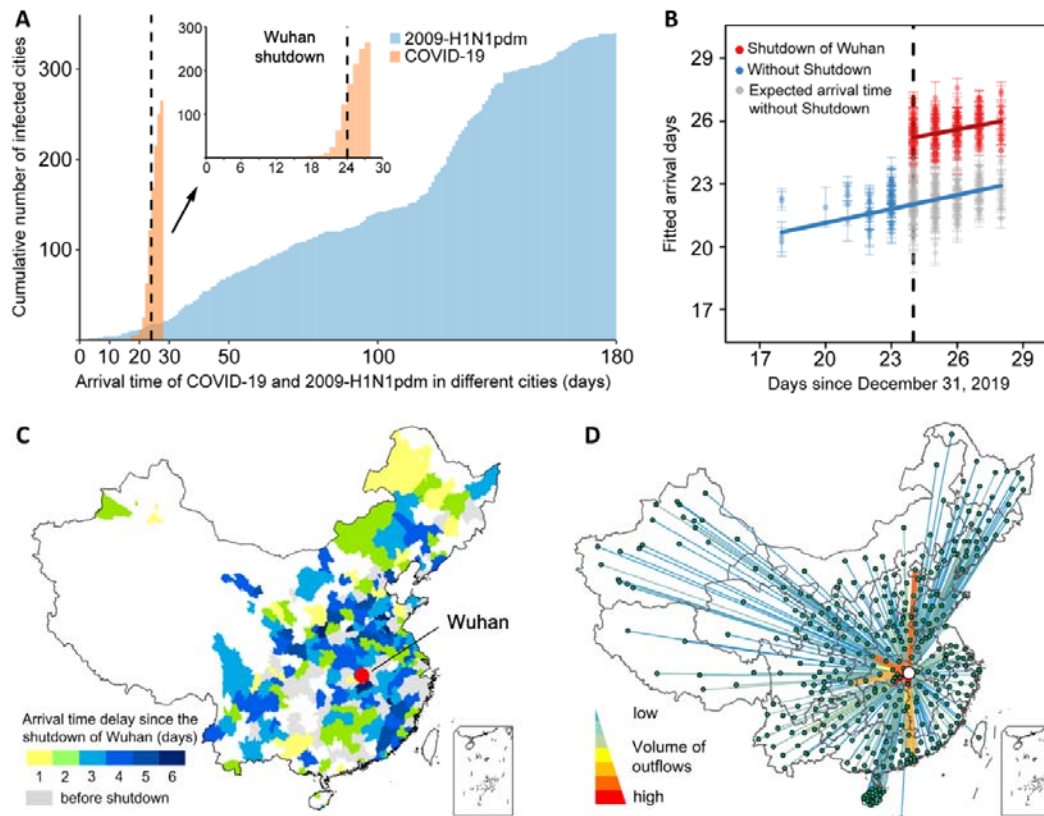 A
Cumulative number of infected cities
300
200
100
0 10 20 30 50 100 180
Arrival time of COVID-19 and 2009-H1N1pdm in different cities (days)
300
200
100
0 6 12 18 24 30
Wuhan
shutdown
2009-H1N1pdm
COVID-19
B
Fitted arrival days
29
26
23
20
17
Shutdown of Wuhan
Without Shutdown
Expected arrival time
without Shutdown
17 20 23 26 29
Days since December 31, 2019
C
Wuhan
Arrival time delay since the
shutdown of Wuhan (days)
1 2 3 4 5 6
before shutdown
D
low
Volume of
outflows
high